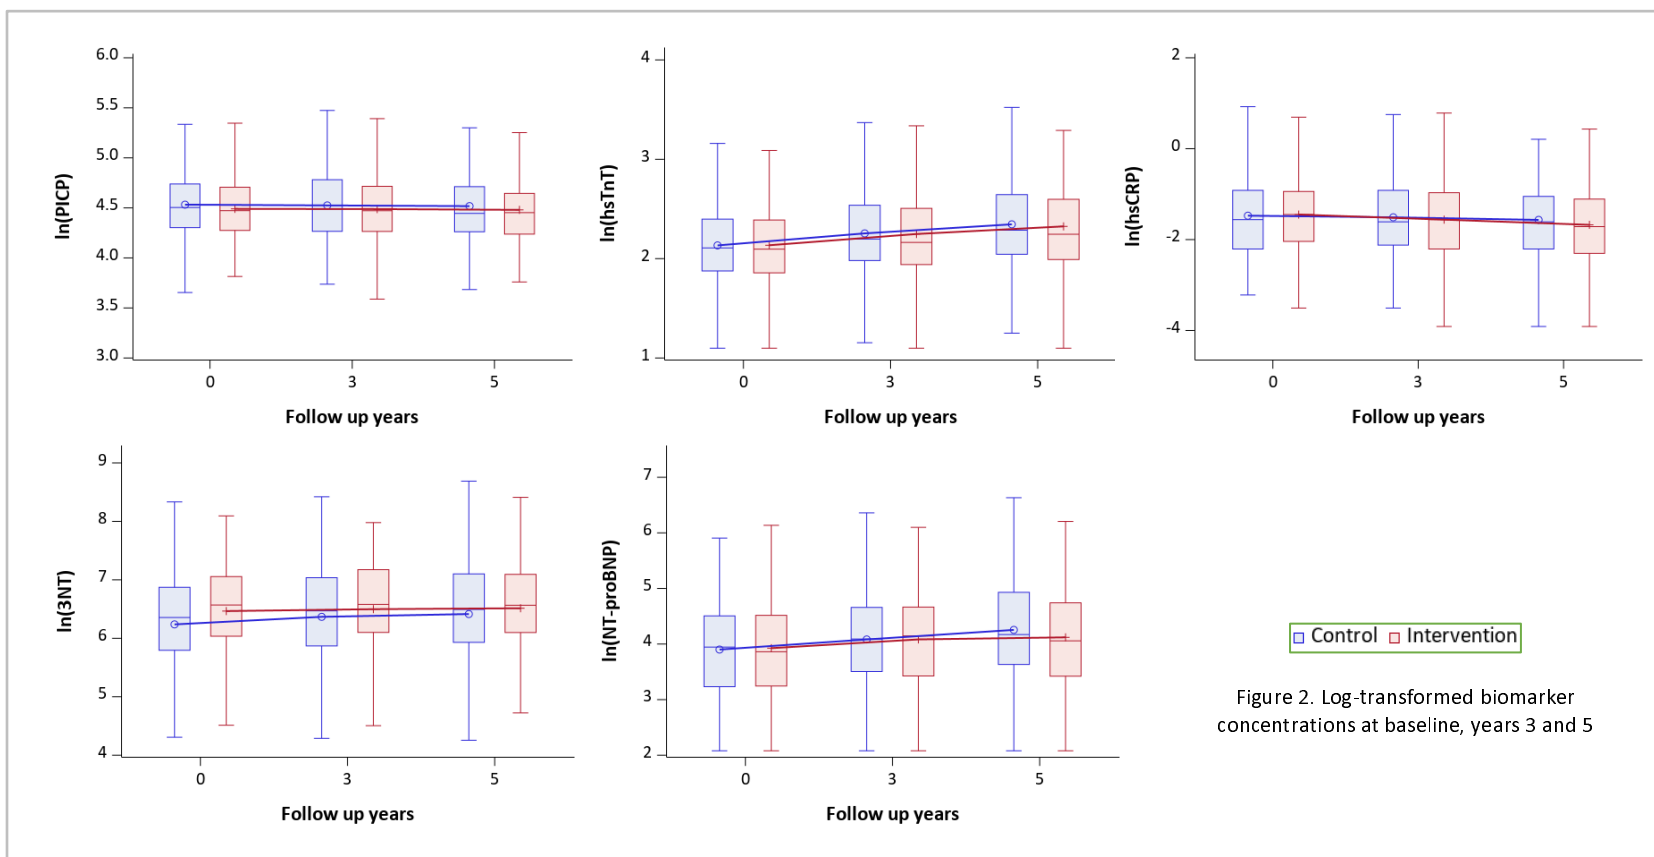 6.0
5.5
5.0
4.5
4.0
3.5
3.0
ln(PICP)
0 3 5
Follow up years
4
3
2
1
ln(hsTnT)
0 3 5
Follow up years
2
0
-2
-4
ln(hsCRP)
0 3 5
Follow up years
9
8
7
6
5
4
ln(3NT)
0 3 5
Follow up years
7
6
5
4
3
2
ln(NT-proBNP)
0 3 5
Follow up years
Control Intervention
Figure 2. Log-transformed biomarker
concentrations at baseline, years 3 and 5